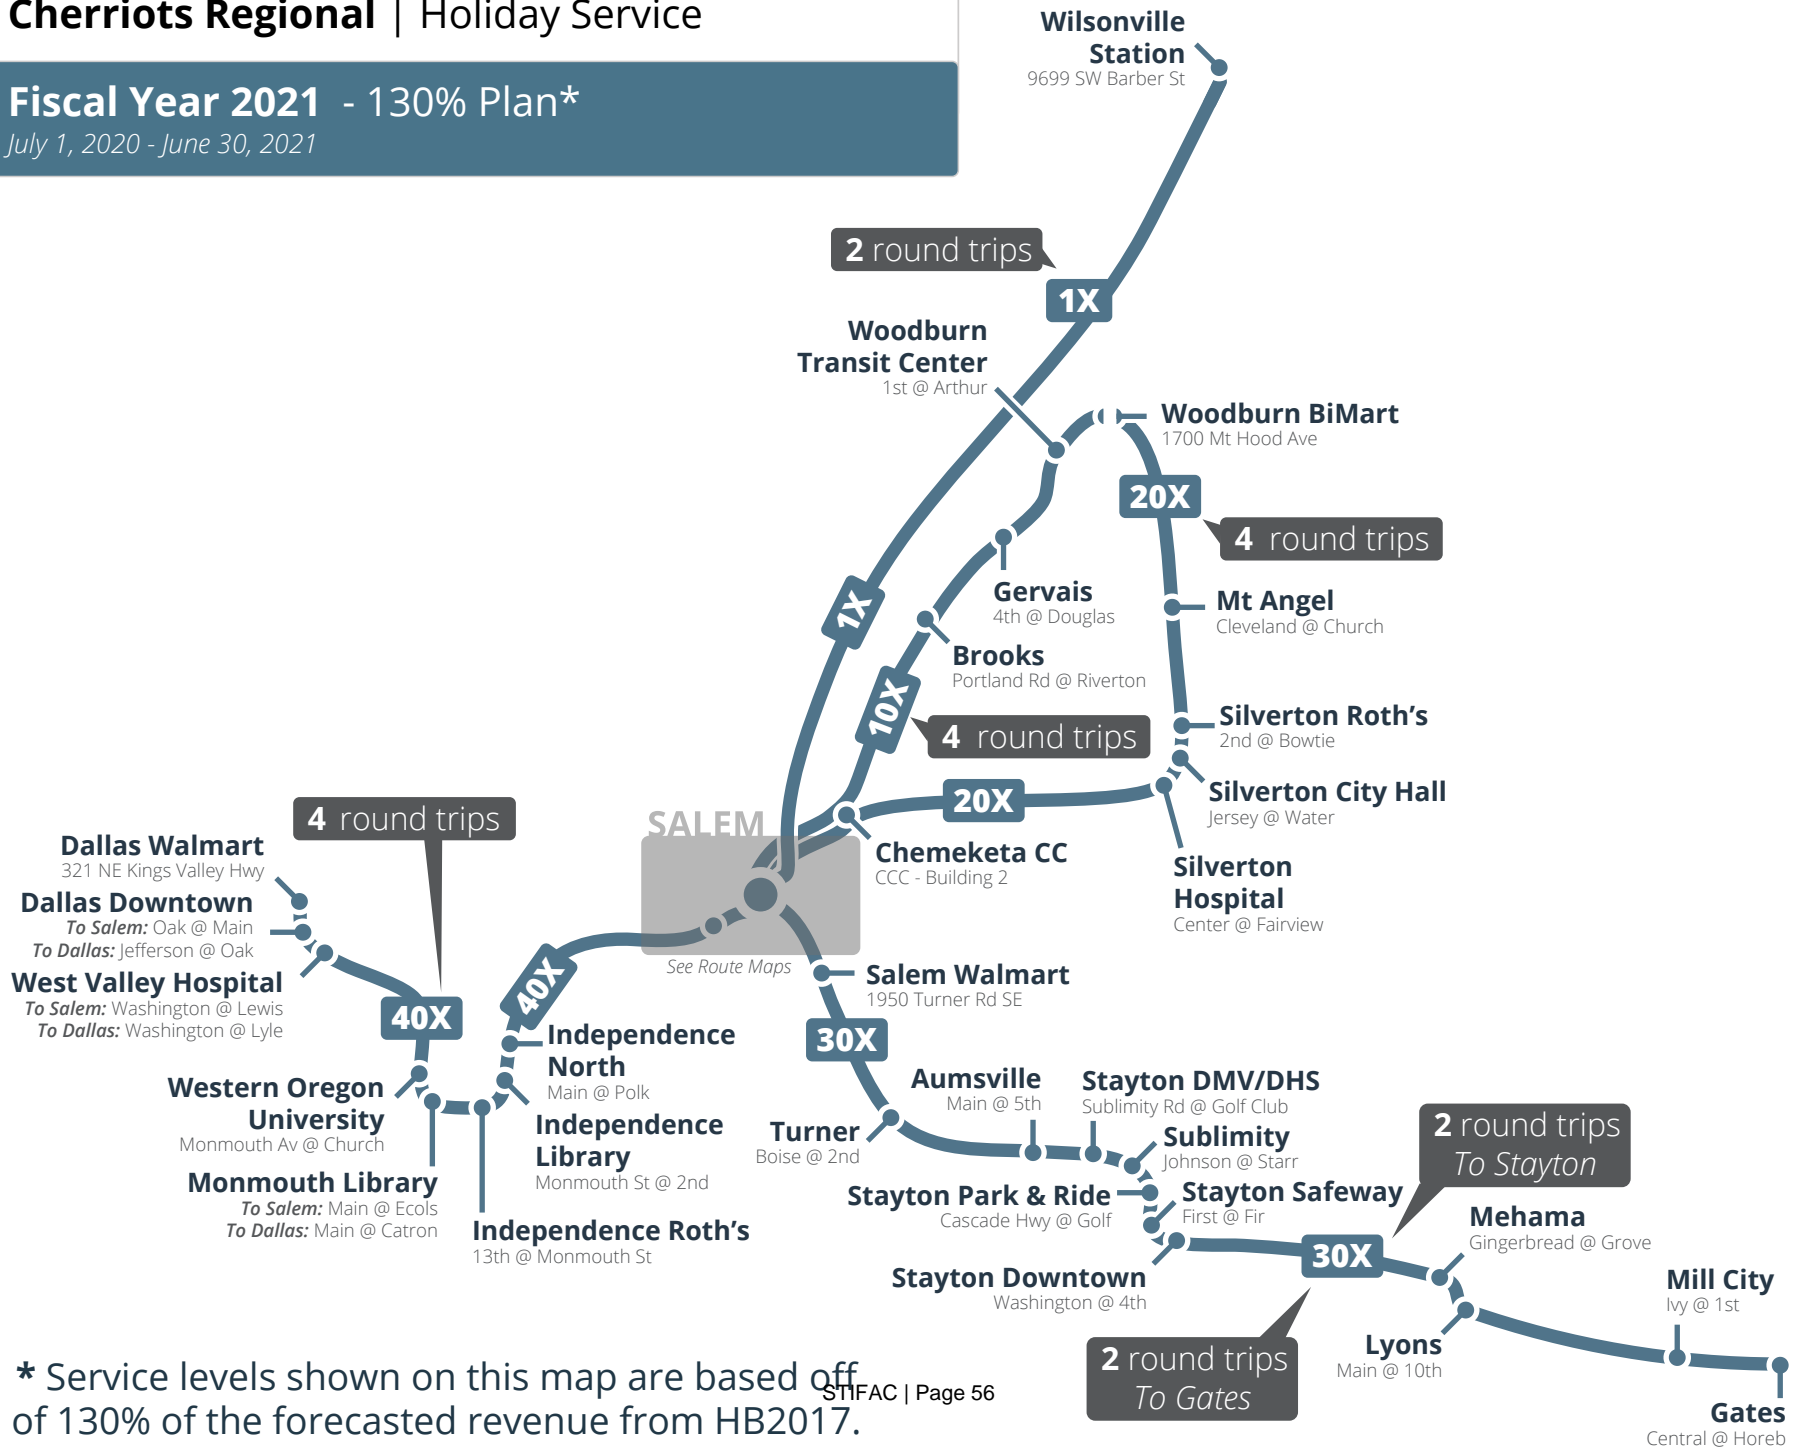 Cherriots Regional | Holiday Service
Fiscal Year 2021 - 130% Plan*
July 1, 2020 - June 30, 2021
Wilsonville
Station
9699 SW Barber St
2 round trips
1X
Woodburn
Transit Center
1st @ Arthur
Woodburn BiMart
1700 Mt Hood Ave
20X
4 round trips
Gervais
4th @ Douglas
Mt Angel
Cleveland @ Church
1X
Brooks
Portland Rd @ Riverton
10X
4 round trips
Silverton Roth's
2nd @ Bowtie
Silverton City Hall
Jersey @ Water
20X
Silverton
Hospital
Center @ Fairview
Chemeketa CC
CCC - Building 2
SALEM
See Route Maps
4 round trips
Dallas Walmart
321 NE Kings Valley Hwy
Dallas Downtown
To Salem: Oak @ Main
To Dallas: Jefferson @ Oak
West Valley Hospital
To Salem: Washington @ Lewis
To Dallas: Washington @ Lyle
40X
40X
Independence
North
Main @ Polk
Western Oregon
University
Monmouth Av @ Church
Independence
Library
Monmouth St @ 2nd
Monmouth Library
To Salem: Main @ Ecols
To Dallas: Main @ Catron
Independence Roth's
13th @ Monmouth St
Salem Walmart
1950 Turner Rd SE
30X
Turner
Boise @ 2nd
Aumsville
Main @ 5th
Stayton DMV/DHS
Sublimity Rd @ Golf Club
Sublimity
Johnson @ Starr
Stayton Park & Ride
Cascade Hwy @ Golf
Stayton Safeway
First @ Fir
Stayton Downtown
Washington @ 4th
2 round trips
To Stayton
30X
2 round trips
To Gates
Mehama
Gingerbread @ Grove
Lyons
Main @ 10th
Mill City
Ivy @ 1st
Gates
Central @ Horeb
* Service levels shown on this map are based off
of 130% of the forecasted revenue from HB2017.
STIFAC | Page 56